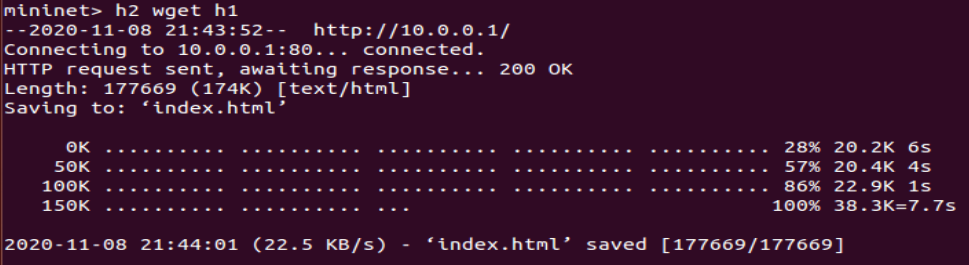 mininet> h2 wget h1
--2020-11-08 21:43:52--  http://10.0.0.1/
Connecting to 10.0.0.1:80... connected.
HTTP request sent, awaiting response... 200 OK
Length: 177669 (174K) [text/html]
Saving to: ‘index.html’
0K .......... .......... .......... .......... .......... 28% 20.2K 6s
50K .......... .......... .......... .......... .......... 57% 20.4K 4s
100K .......... .......... .......... .......... .......... 86% 22.9K 1s
150K .......... .......... ... 100% 38.3K=7.7s
2020-11-08 21:44:01 (22.5 KB/s) - ‘index.html’ saved [177669/177669]